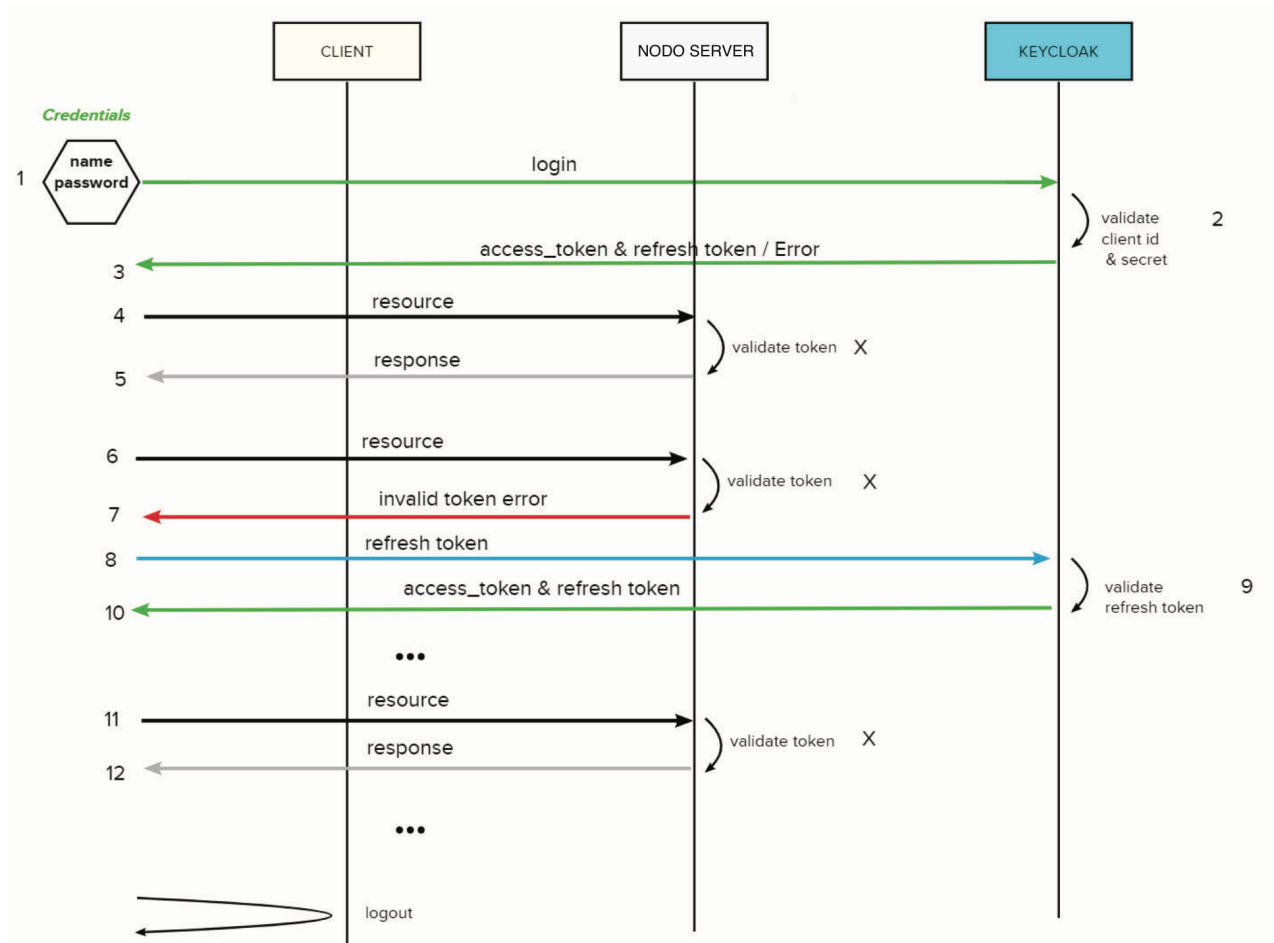 CLIENT
NODO SERVER
KEYCLOAK
Credentials
1
name
password
login
validate
client id
& secret
2
access_token & refresh token / Error
3
resource
4
validate token
X
response
5
resource
6
validate token
X
invalid token error
7
refresh token
8
validate
refresh token
9
access_token & refresh token
10
•••
resource
11
validate token
X
response
12
•••
logout